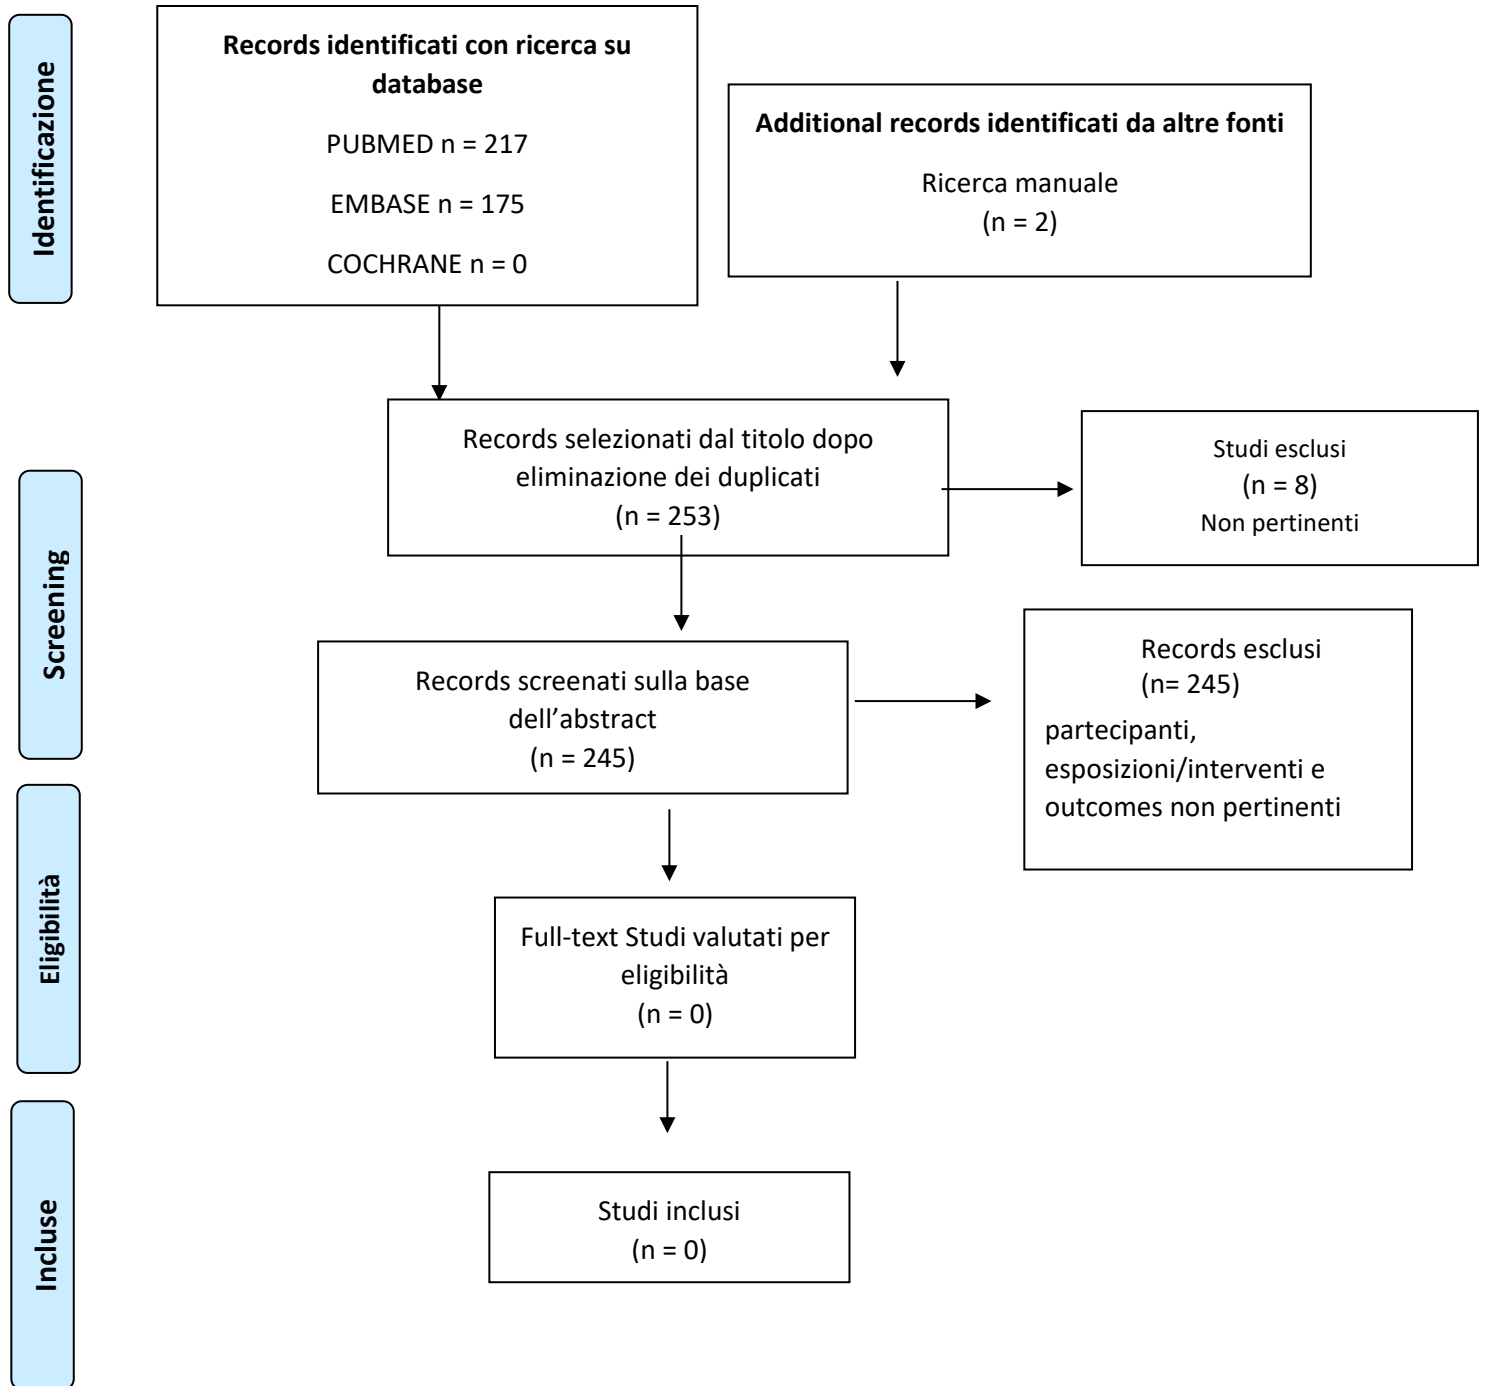 Identificazione
Records identificati con ricerca su
database
PUBMED n = 217
EMBASE n = 175
COCHRANE n = 0
Additional records identificati da altre fonti
Ricerca manuale
(n = 2)
Screening
Records selezionati dal titolo dopo
eliminazione dei duplicati
(n = 253)
Studi esclusi
(n = 8)
Non pertinenti
Records screenati sulla base
dell’abstract
(n = 245)
Records esclusi
(n= 245)
partecipanti,
esposizioni/interventi e
outcomes non pertinenti
Eligibilità
Full-text Studi valutati per
eligibilità
(n = 0)
Incluse
Studi inclusi
(n = 0)